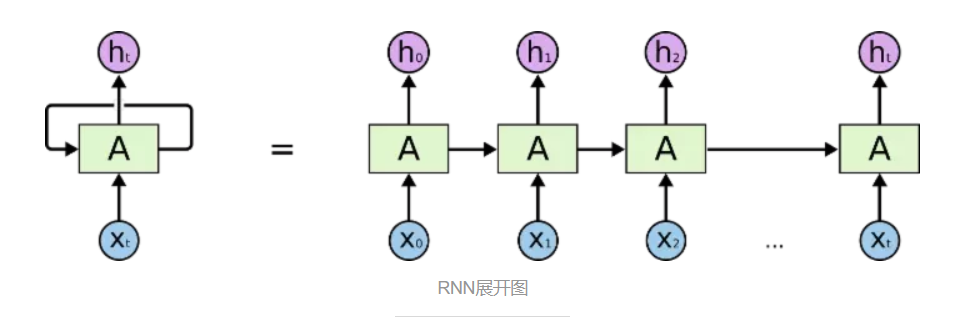 hₜ h₀ h₁ h₂ hₜ
A = A A A A
xₜ x₀ x₁ x₂ ... xₜ
RNN展开图